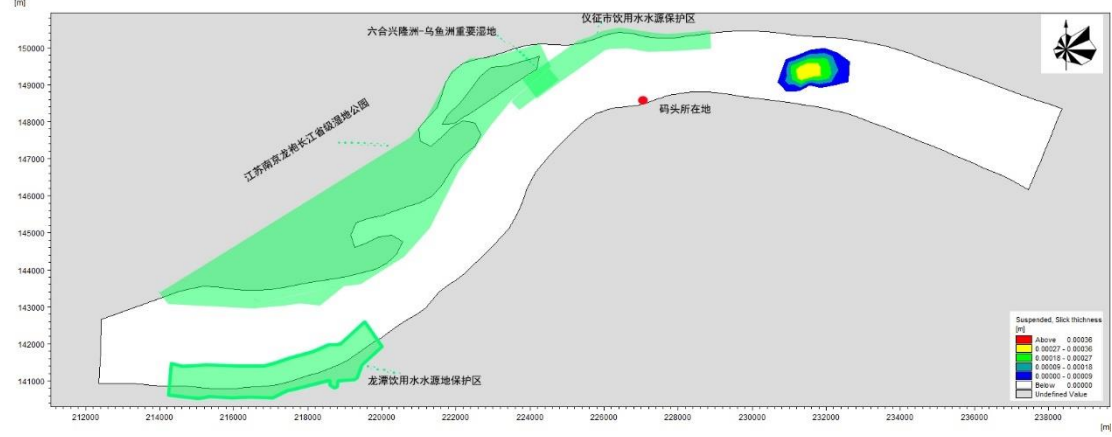 [m]
150000
149000
148000
147000
146000
145000
144000
143000
142000
141000
仪征市饮用水水源保护区
六合兴隆洲-乌鱼洲重要湿地
码头所在地
江苏南京龙袍长江省级湿地公园
龙潭饮用水水源地保护区
Suspended, Slick thichness
[m]
Above 0.00036
0.00027 - 0.00036
0.00018 - 0.00027
0.00009 - 0.00018
0.00000 - 0.00009
Below 0.00000
Undefined Value
212000 214000 216000 218000 220000 222000 224000 226000 228000 230000 232000 234000 236000 238000
[m]